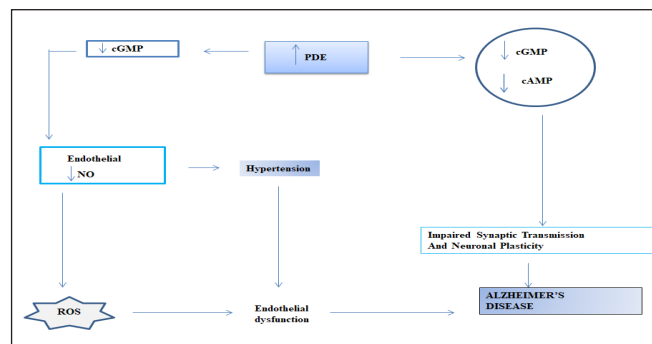 ↓ cGMP
↑ PDE
↓ cGMP
↓ cAMP
Endothelial
↓ NO
Hypertension
Impaired Synaptic Transmission
And Neuronal Plasticity
ROS
Endothelial
dysfunction
ALZHEIMER'S
DISEASE